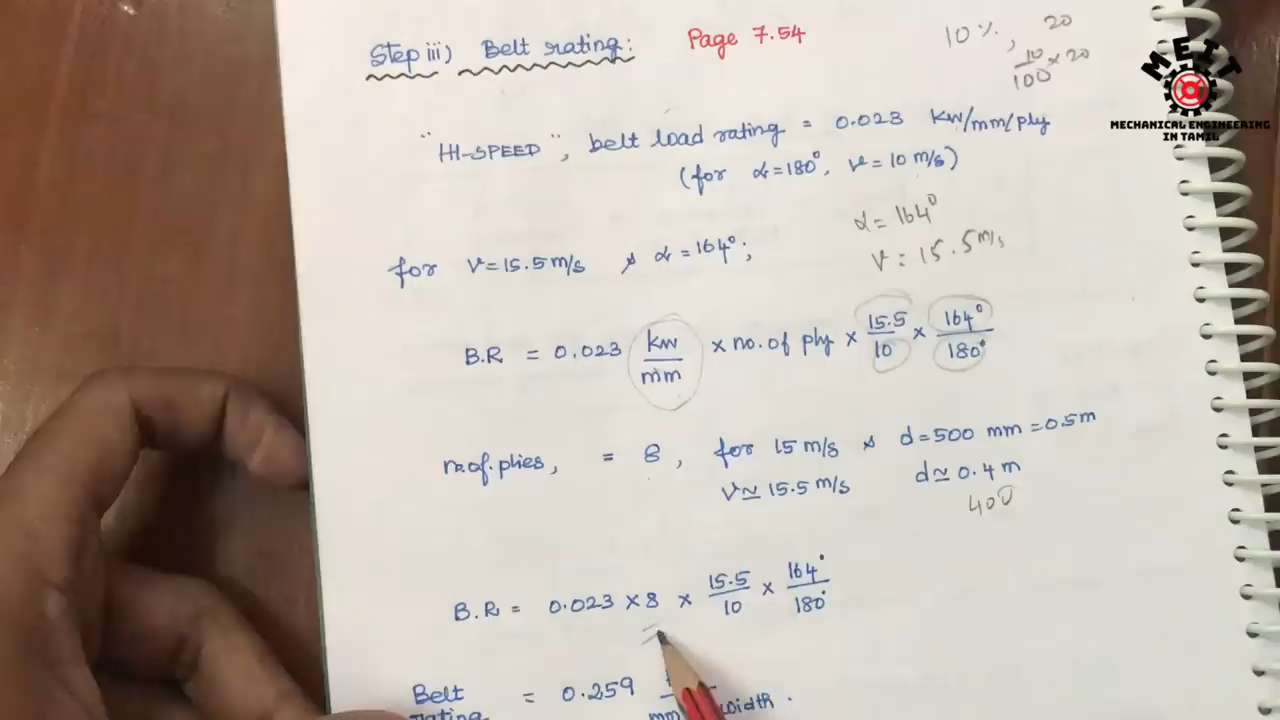 Step iii) Belt rating: Page 7.54
10%, 20
10/100 × 20
MEIT
MECHANICAL ENGINEERING
IN TAMIL
"HI-SPEED", belt load rating = 0.023 kW/mm/ply
(for α=180°, v=10 m/s)
α = 164°
v = 15.5 m/s
for v=15.5 m/s & α=164°;
B.R = 0.023 kW/mm × no. of ply × 15.5/10 × 164°/180°
no. of plies, = 8, for 15 m/s & d=500 mm =0.5m
v≃15.5 m/s d≃0.4 m
400
B.R = 0.023 × 8 × 15.5/10 × 164°/180°
Belt rating = 0.259 mm width.